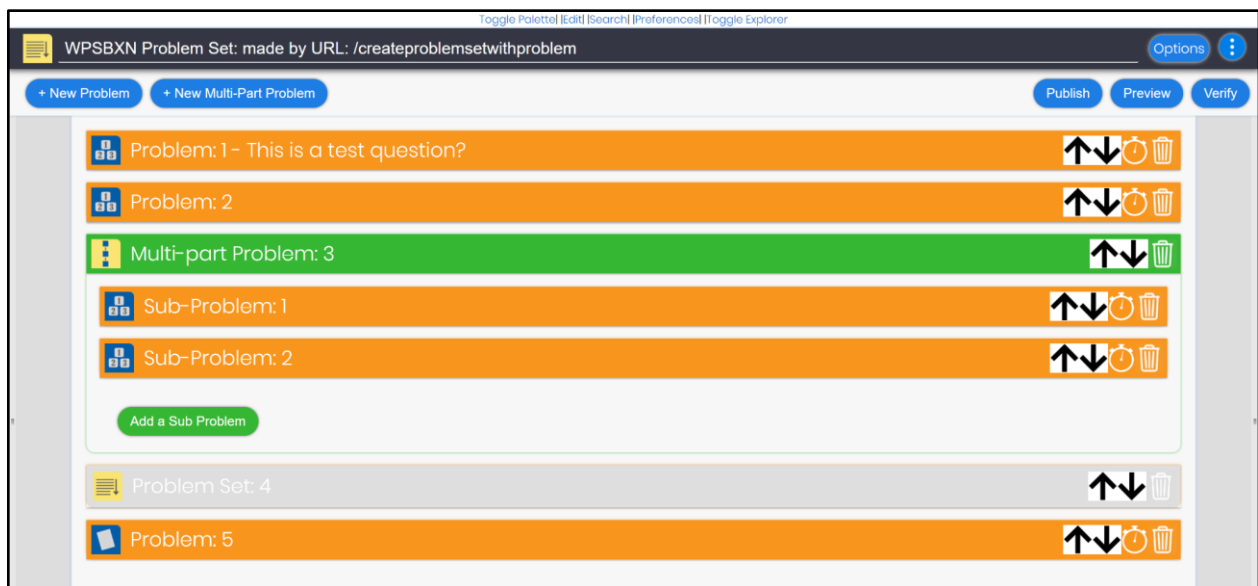 Toggle Palette| |Edit| |Search| |Preferences| |Toggle Explorer
WPSBXN Problem Set: made by URL: /createproblemsetwithproblem Options
+ New Problem + New Multi-Part Problem Publish Preview Verify
Problem: 1 - This is a test question?
Problem: 2
Multi-part Problem: 3
Sub-Problem: 1
Sub-Problem: 2
Add a Sub Problem
Problem Set: 4
Problem: 5